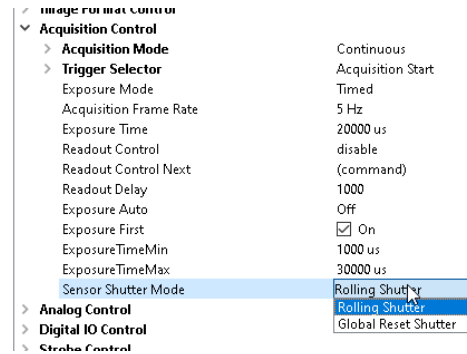 Image Format Control
Acquisition Control
Acquisition Mode Continuous
Trigger Selector Acquisition Start
Exposure Mode Timed
Acquisition Frame Rate 5 Hz
Exposure Time 20000 us
Readout Control disable
Readout Control Next (command)
Readout Delay 1000
Exposure Auto Off
Exposure First On
ExposureTimeMin 1000 us
ExposureTimeMax 30000 us
Sensor Shutter Mode Rolling Shutter
Rolling Shutter
Analog Control
Global Reset Shutter
Digital IO Control
Strobe Control